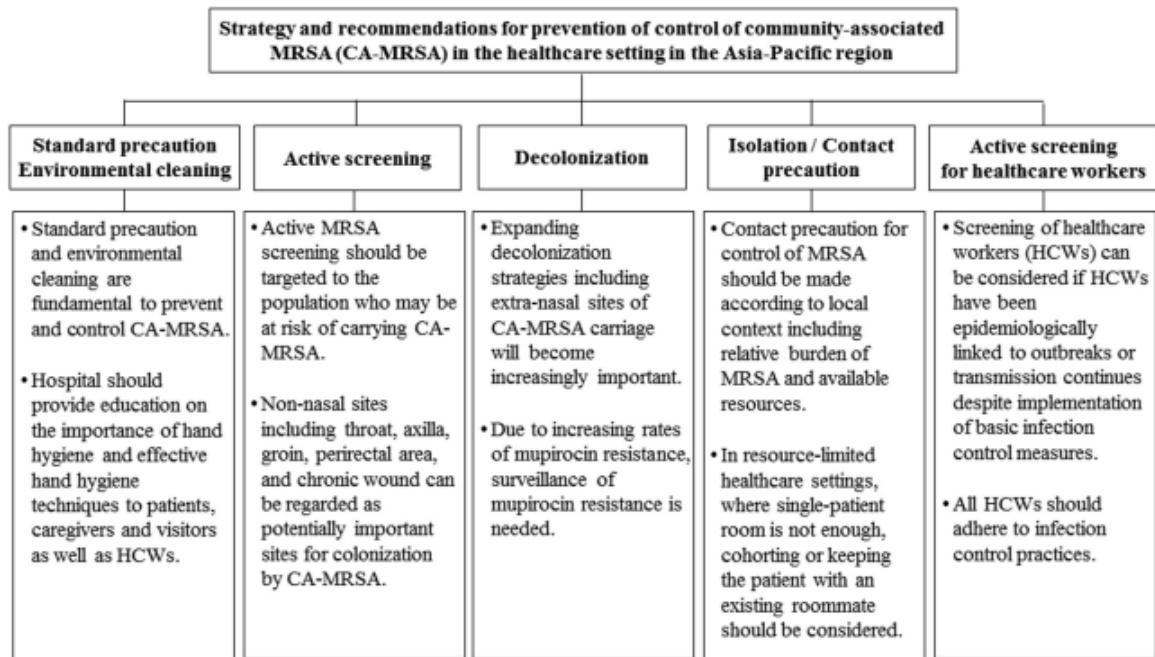 Strategy and recommendations for prevention of control of community-associated
MRSA (CA-MRSA) in the healthcare setting in the Asia-Pacific region
Standard precaution
Environmental cleaning
• Standard precaution
and environmental
cleaning are
fundamental to prevent
and control CA-MRSA.
• Hospital should
provide education on
the importance of hand
hygiene and effective
hand hygiene
techniques to patients,
caregivers and visitors
as well as HCWs.
Active screening
• Active MRSA
screening should be
targeted to the
population who may be
at risk of carrying CA-
MRSA.
• Non-nasal sites
including throat, axilla,
groin, perirectal area,
and chronic wound can
be regarded as
potentially important
sites for colonization
by CA-MRSA.
Decolonization
• Expanding
decolonization
strategies including
extra-nasal sites of
CA-MRSA carriage
will become
increasingly important.
• Due to increasing rates
of mupirocin resistance,
surveillance of
mupirocin resistance is
needed.
Isolation / Contact
precaution
• Contact precaution for
control of MRSA
should be made
according to local
context including
relative burden of
MRSA and available
resources.
• In resource-limited
healthcare settings,
where single-patient
room is not enough,
cohorting or keeping
the patient with an
existing roommate
should be considered.
Active screening
for healthcare workers
• Screening of healthcare
workers (HCWs) can
be considered if HCWs
have been
epidemiologically
linked to outbreaks or
transmission continues
despite implementation
of basic infection
control measures.
• All HCWs should
adhere to infection
control practices.